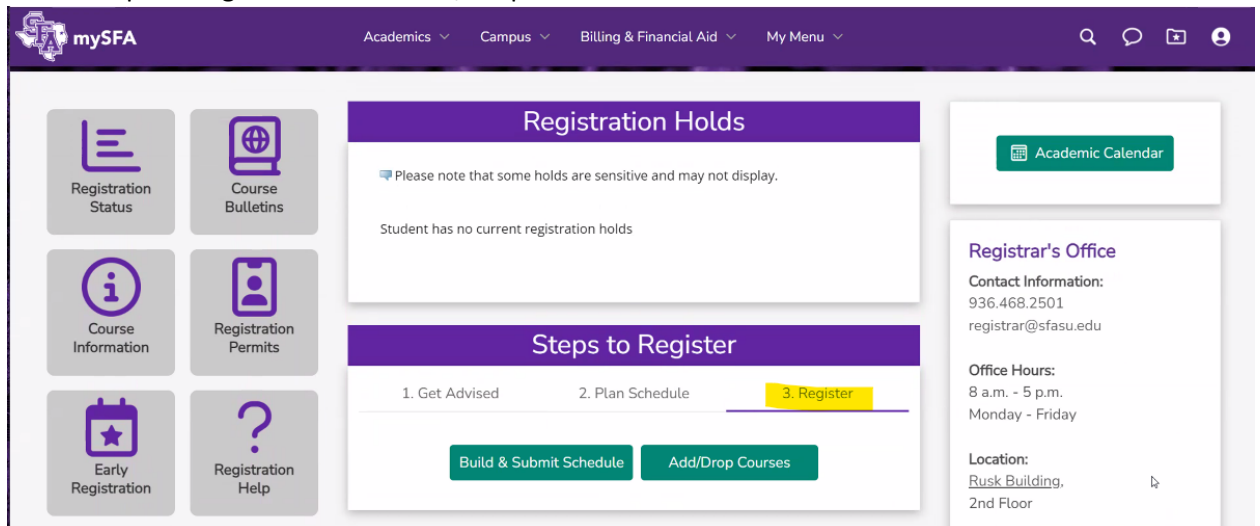 SFA mySFA
Academics Campus Billing & Financial Aid My Menu
Registration
Status
Course
Bulletins
Course
Information
Registration
Permits
Early
Registration
Registration
Help
Registration Holds
Please note that some holds are sensitive and may not display.
Student has no current registration holds
Steps to Register
1. Get Advised 2. Plan Schedule 3. Register
Build & Submit Schedule Add/Drop Courses
Academic Calendar
Registrar's Office
Contact Information:
936.468.2501
registrar@sfasu.edu
Office Hours:
8 a.m. - 5 p.m.
Monday - Friday
Location:
Rusk Building,
2nd Floor